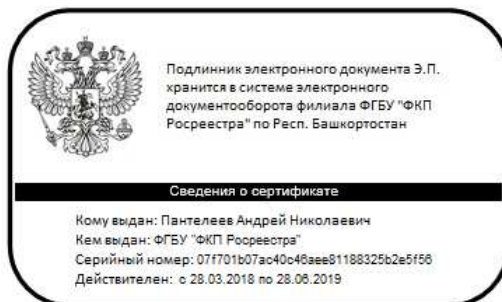 Подлинник электронного документа Э.П.
хранится в системе электронного
документооборота филиала ФГБУ "ФКП
Росреестра" по Респ. Башкортостан
Сведения о сертификате
Кому выдан: Пантелеев Андрей Николаевич
Кем выдан: ФГБУ "ФКП Росреестра"
Серийный номер: 07f701b07ac40c46aee81188325b2e5f56
Действителен: с 28.03.2018 по 28.06.2019